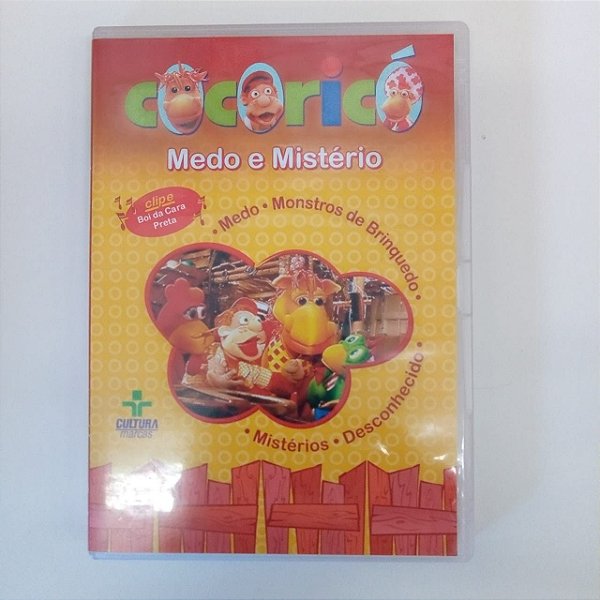 cocoricó
Medo e Mistério
clipe
Boi da Cara
Preta
• Medo • Monstros de Brinquedo •
• Mistérios • Desconhecido •
CULTURA
marcas